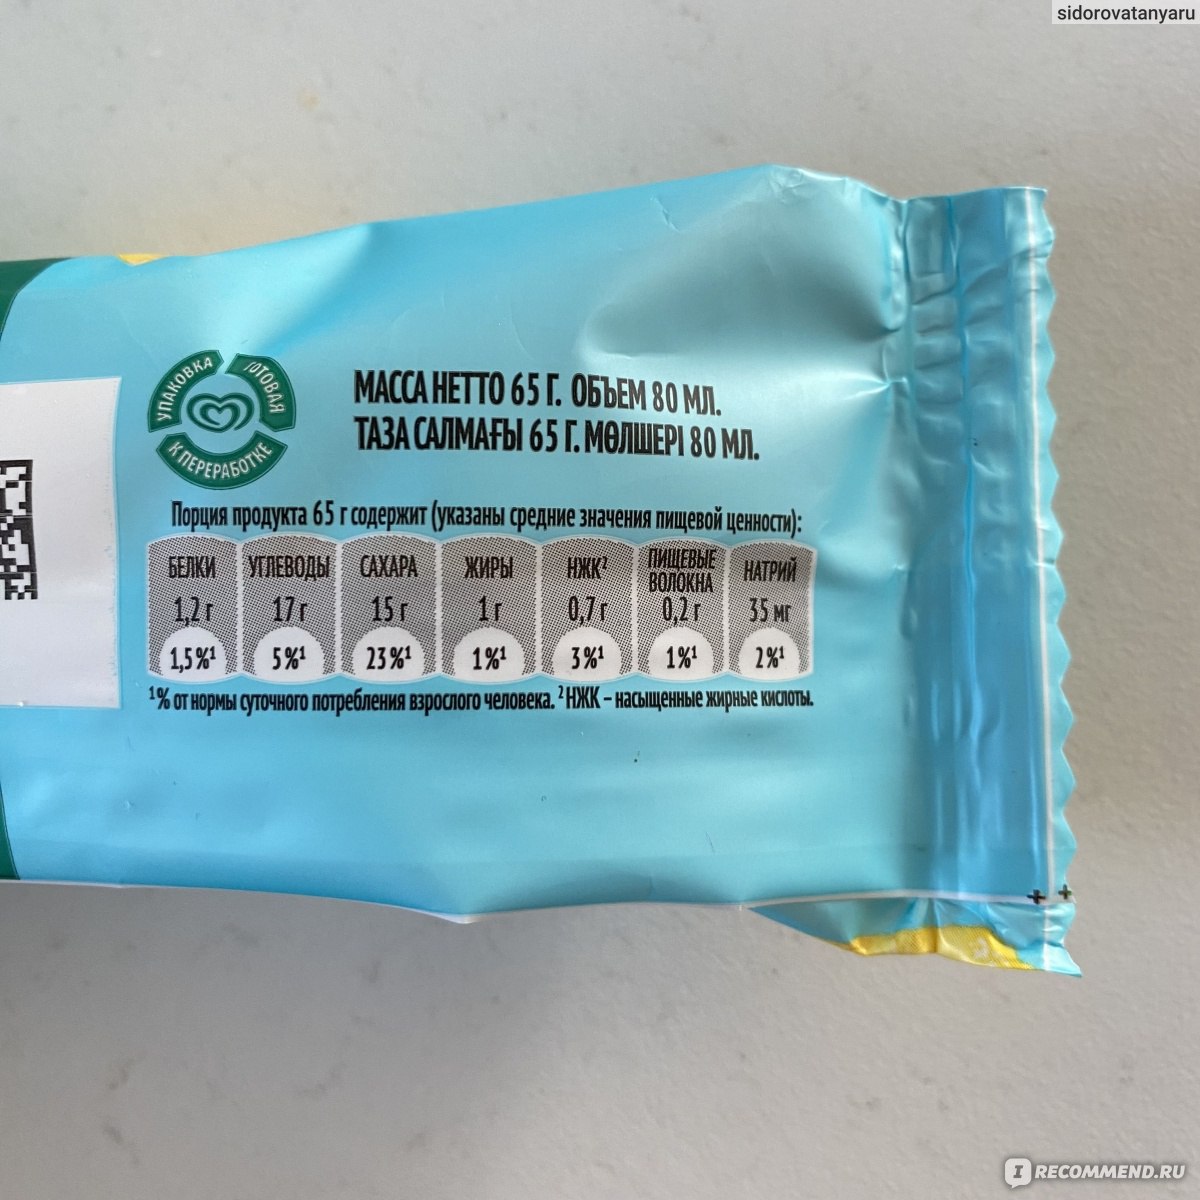 sidorovatanyaru
УПАКОВКА
ГОТОВАЯ
К ПЕРЕРАБОТКЕ
МАССА НЕТТО 65 Г. ОБЪЕМ 80 МЛ.
ТАЗА САЛМАҒЫ 65 Г. МӨЛШЕРІ 80 МЛ.
Порция продукта 65 г содержит (указаны средние значения пищевой ценности):
БЕЛКИ УГЛЕВОДЫ САХАРА ЖИРЫ НЖК² ПИЩЕВЫЕ ВОЛОКНА НАТРИЙ
1,2 г 17 г 15 г 1 г 0,7 г 0,2 г 35 мг
1,5%¹ 5%¹ 23%¹ 1%¹ 3%¹ 1%¹ 2%¹
¹% от нормы суточного потребления взрослого человека. ²НЖК – насыщенные жирные кислоты.
I RECOMMEND.RU